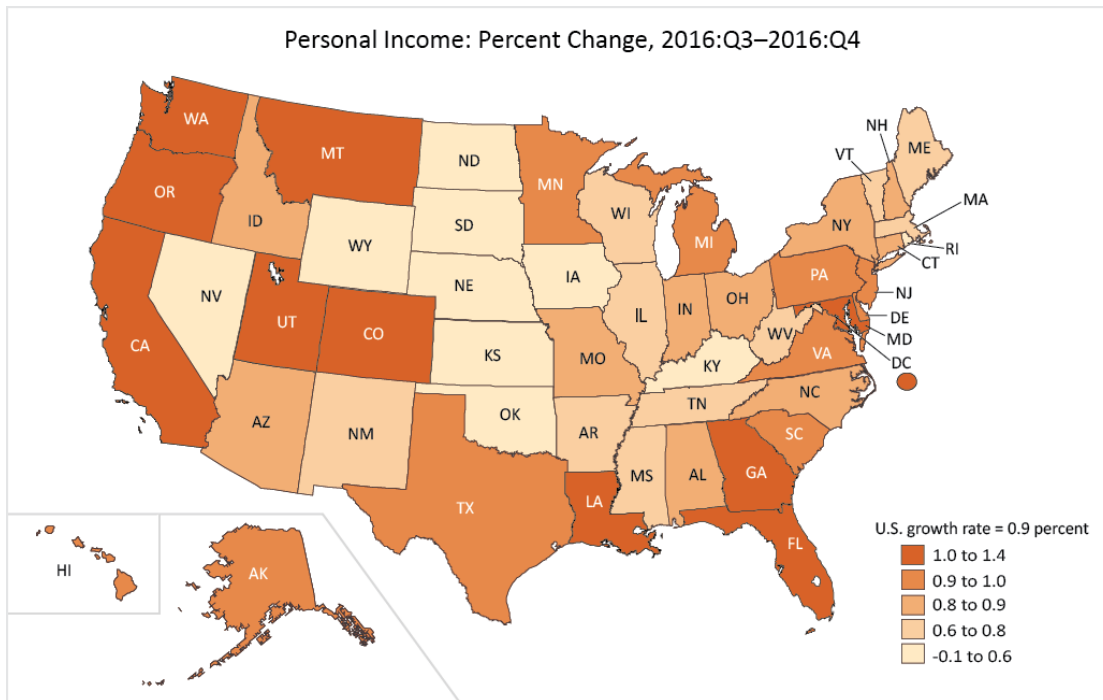 Personal Income: Percent Change, 2016:Q3–2016:Q4
WA
MT
ND
MN
NH
VT
ME
OR
ID
SD
WI
MI
NY
MA
RI
CT
WY
IA
NE
PA
NJ
NV
UT
CO
IL
IN
OH
DE
MD
DC
CA
KS
MO
WV
VA
KY
AZ
NM
OK
AR
TN
NC
SC
MS
AL
GA
TX
LA
FL
HI
AK
U.S. growth rate = 0.9 percent
1.0 to 1.4
0.9 to 1.0
0.8 to 0.9
0.6 to 0.8
-0.1 to 0.6